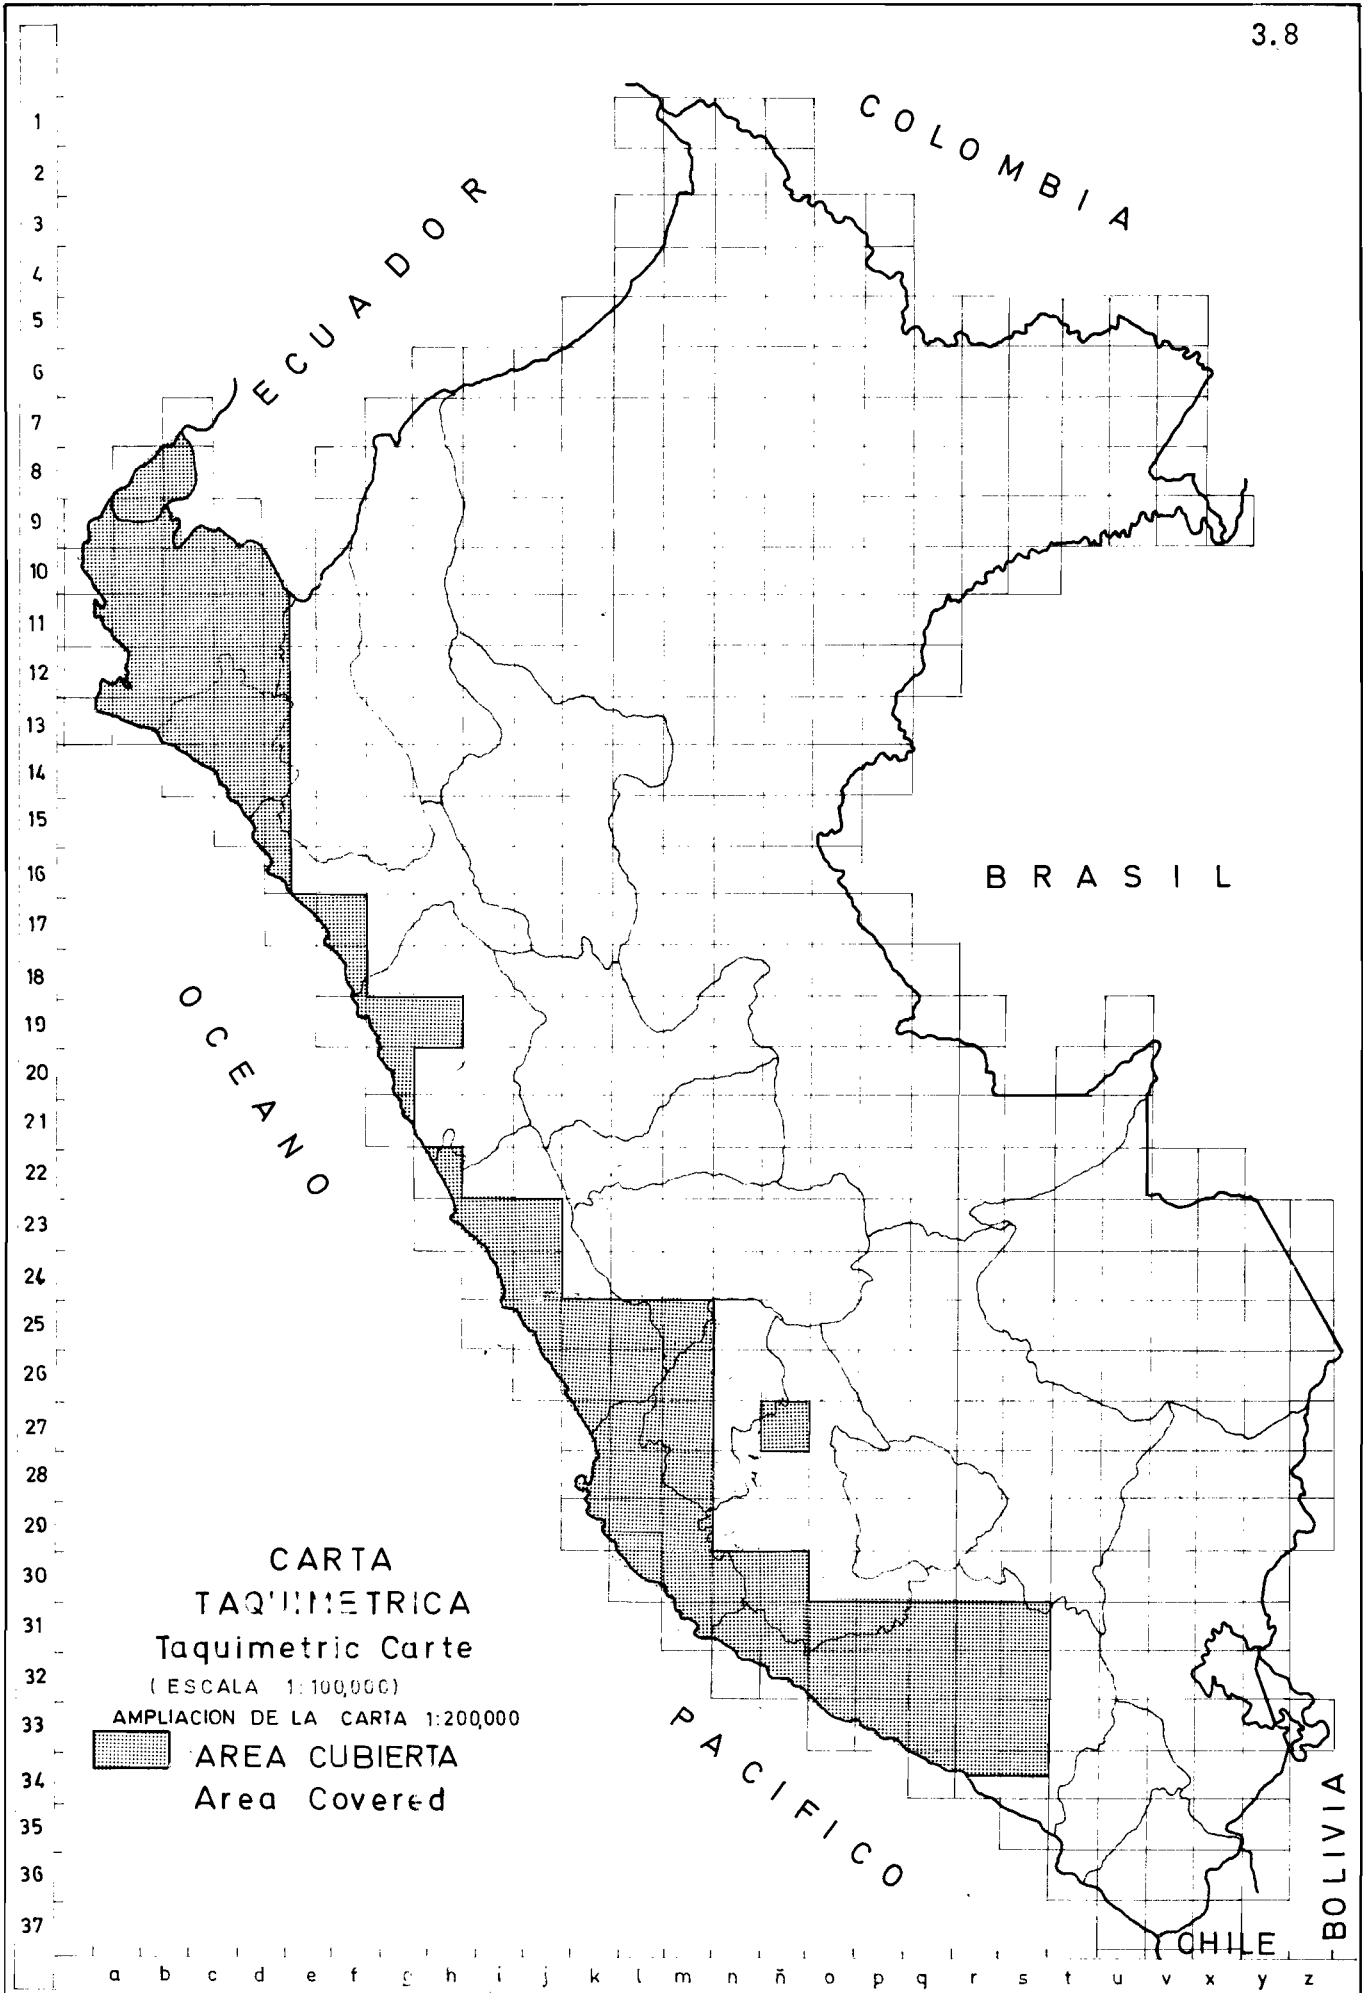 3.8
COLOMBIA
ECUADOR
BRASIL
OCEANO
PACIFICO
BOLIVIA
CHILE
1
2
3
4
5
6
7
8
9
10
11
12
13
14
15
16
17
18
19
20
21
22
23
24
25
26
27
28
29
30
31
32
33
34
35
36
37
CARTA
TAQUIMETRICA
Taquimetric Carte
(ESCALA 1:100,000)
AMPLIACION DE LA CARTA 1:200,000
AREA CUBIERTA
Area Covered
a b c d e f g h i j k l m n ñ o p q r s t u v x y z